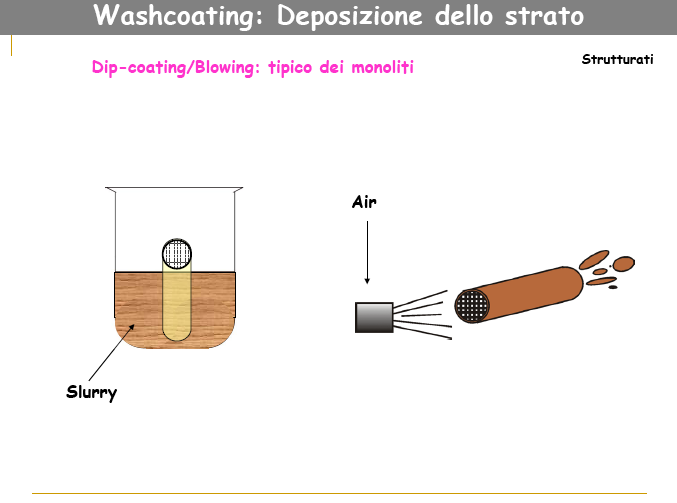 Washcoating: Deposizione dello strato
Strutturati
Dip-coating/Blowing: tipico dei monoliti
Air
Slurry